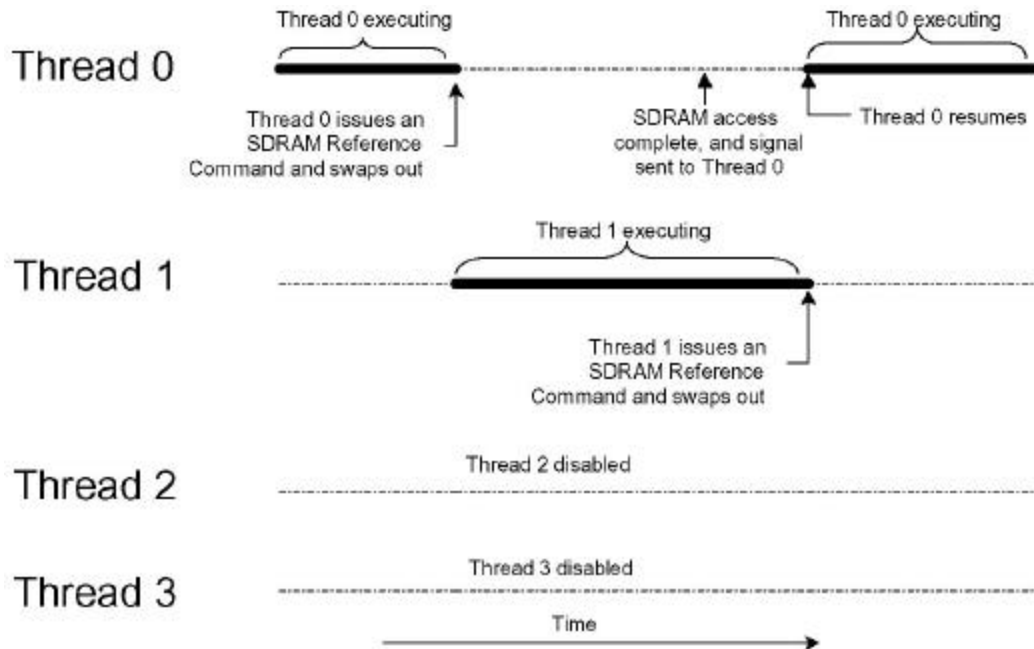 Thread 0 executing
Thread 0 executing
Thread 0
Thread 0 issues an
SDRAM Reference
Command and swaps out
SDRAM access
complete, and signal
sent to Thread 0
Thread 0 resumes
Thread 1 executing
Thread 1
Thread 1 issues an
SDRAM Reference
Command and swaps out
Thread 2 disabled
Thread 2
Thread 3 disabled
Thread 3
Time